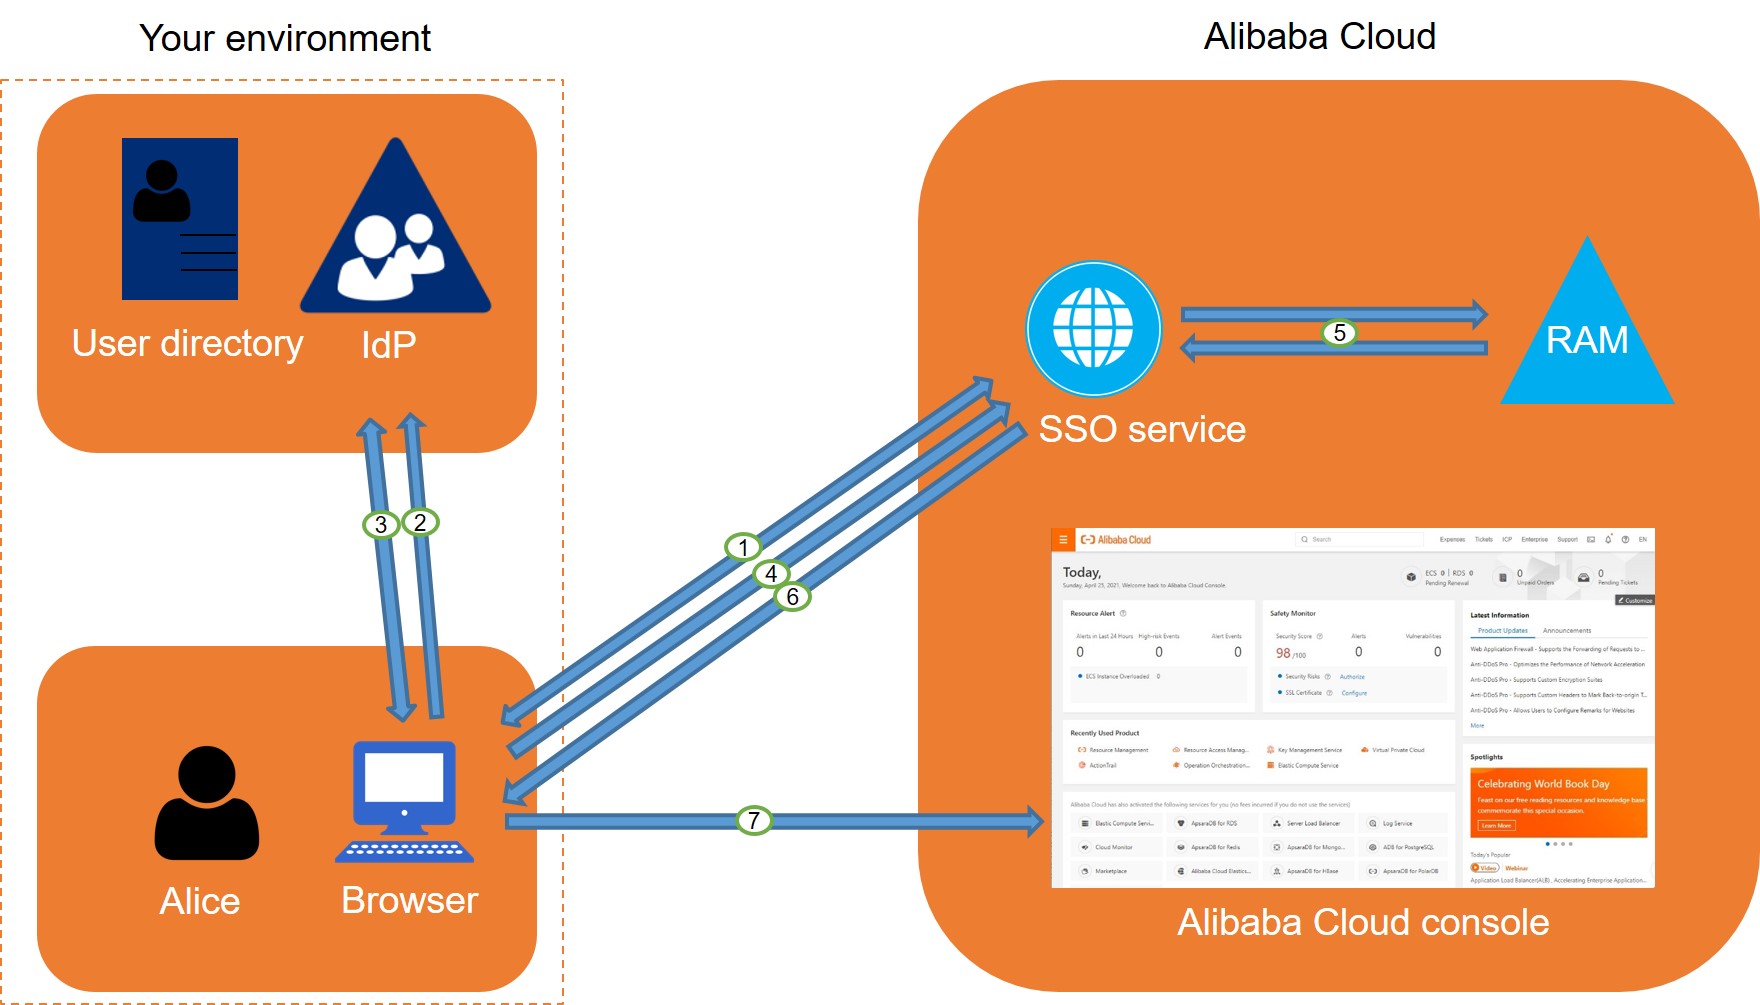 Your environment
Alibaba Cloud
User directory
IdP
SSO service
RAM
5
3
2
1
4
6
7
Alice
Browser
Alibaba Cloud
Search
Expenses Tickets ICP Enterprise Support EN
Today,
Sunday, April 25, 2021, Welcome back to Alibaba Cloud Console.
ECS 0 | RDS 0
Pending Renewal
0
Unpaid Orders
0
Pending Tickets
Customize
Resource Alert
Alerts in Last 24 Hours High-risk Events Alert Events
0 0 0
ECS Instance Overloaded 0
Safety Monitor
Security Score Alerts Vulnerabilities
98 /100 0 0
Security Risks Authorize
SSL Certificate Configure
Latest Information
Product Updates Announcements
Web Application Firewall - Supports the Forwarding of Requests to ...
Anti-DDoS Pro - Optimizes the Performance of Network Acceleration
Anti-DDoS Pro - Supports Custom Encryption Suites
Anti-DDoS Pro - Supports Custom Headers to Mark Back-to-origin T...
Anti-DDoS Pro - Allows Users to Configure Remarks for Websites
More
Recently Used Product
Resource Management Resource Access Manag... Key Management Service Virtual Private Cloud
ActionTrail Operation Orchestration... Elastic Compute Service
Alibaba Cloud has also activated the following services for you (no fees incurred if you do not use the services)
Elastic Compute Servi... ApsaraDB for RDS Server Load Balancer Log Service
Cloud Monitor ApsaraDB for Redis ApsaraDB for Mongo... ADB for PostgreSQL
Marketplace Alibaba Cloud Elastics... ApsaraDB for HBase ApsaraDB for PolarDB
Spotlights
Celebrating World Book Day
Feast on our free reading resources and knowledge base
commemorate this special occasion.
Learn More
Today's Popular
Video Webinar
Application Load Balancer(ALB) , Accelerating Enterprise Application...
Alibaba Cloud console